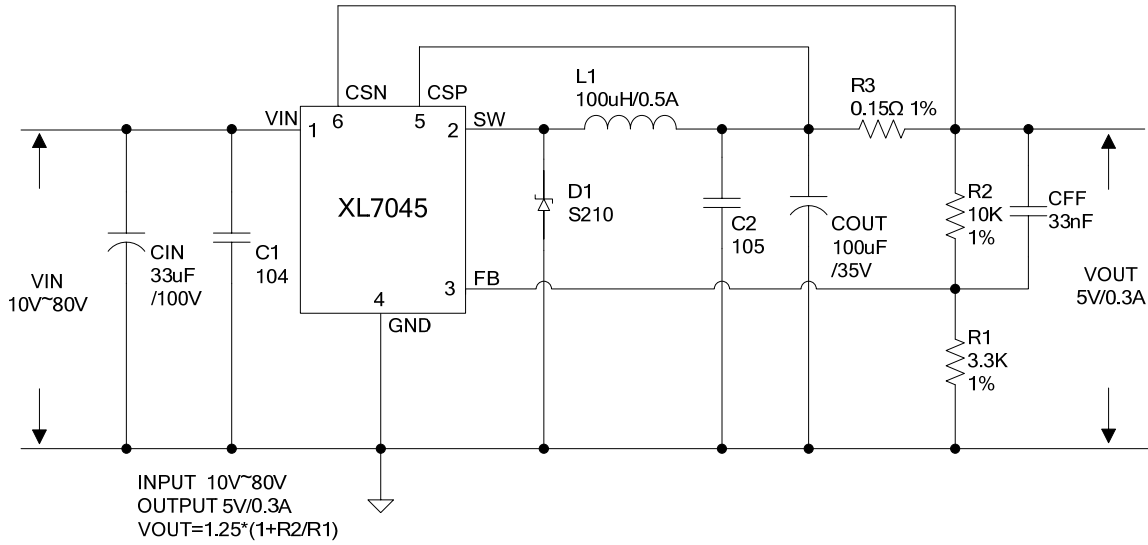 CSN
CSP
VIN
1
6
5
2
SW
L1
100uH/0.5A
R3
0.15Ω 1%
XL7045
D1
S210
C2
105
COUT
100uF
/35V
R2
10K
1%
CFF
33nF
CIN
33uF
/100V
C1
104
VIN
10V~80V
3
FB
4
GND
VOUT
5V/0.3A
R1
3.3K
1%
INPUT 10V~80V
OUTPUT 5V/0.3A
VOUT=1.25*(1+R2/R1)